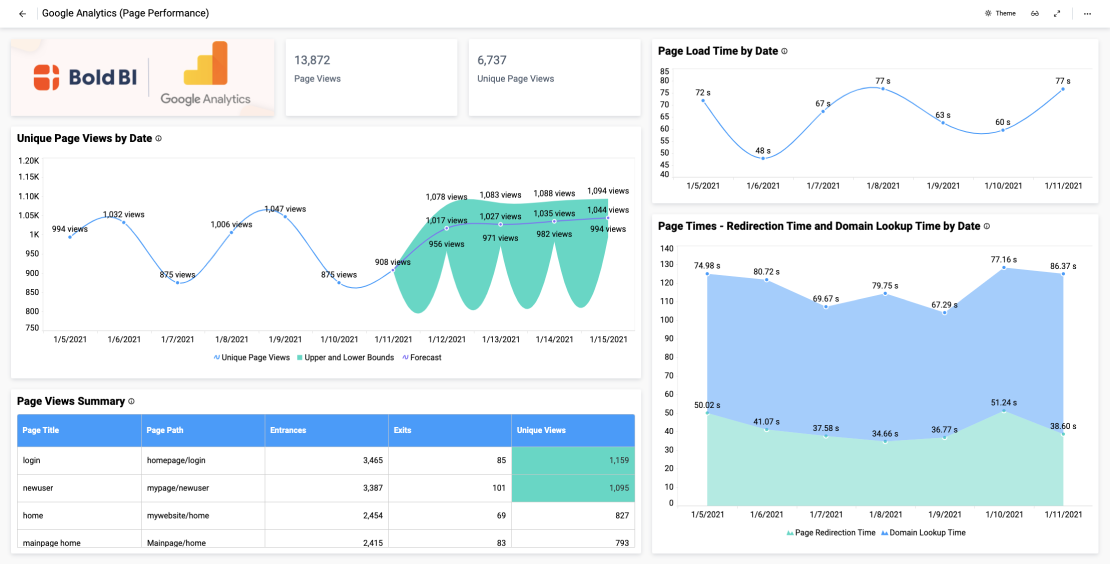 Google Analytics (Page Performance)
Theme
Bold BI
Google Analytics
13,872
Page Views
6,737
Unique Page Views
Unique Page Views by Date
1.20K
1.15K
1.10K
1.05K
1K
950
900
850
800
750
994 views
1,032 views
875 views
1,006 views
1,047 views
875 views
908 views
1,078 views
1,083 views
1,088 views
1,094 views
1,017 views
1,027 views
1,035 views
1,044 views
956 views
971 views
982 views
994 views
1/5/2021 1/6/2021 1/7/2021 1/8/2021 1/9/2021 1/10/2021 1/11/2021 1/12/2021 1/13/2021 1/14/2021 1/15/2021
Unique Page Views Upper and Lower Bounds Forecast
Page Views Summary
Page Title Page Path Entrances Exits Unique Views
login homepage/login 3,465 85 1,159
newuser mypage/newuser 3,387 101 1,095
home mywebsite/home 2,454 69 827
mainpage home Mainpage/home 2,415 83 793
Page Load Time by Date
85
80
75
70
65
60
55
50
45
40
72 s
48 s
67 s
77 s
63 s
60 s
77 s
1/5/2021 1/6/2021 1/7/2021 1/8/2021 1/9/2021 1/10/2021 1/11/2021
Page Times - Redirection Time and Domain Lookup Time by Date
140
130
120
110
100
90
80
70
60
50
40
30
20
10
0
74.98 s
80.72 s
69.67 s
79.75 s
67.29 s
77.16 s
86.37 s
50.02 s
41.07 s
37.58 s
34.66 s
36.77 s
51.24 s
38.60 s
1/5/2021 1/6/2021 1/7/2021 1/8/2021 1/9/2021 1/10/2021 1/11/2021
Page Redirection Time Domain Lookup Time